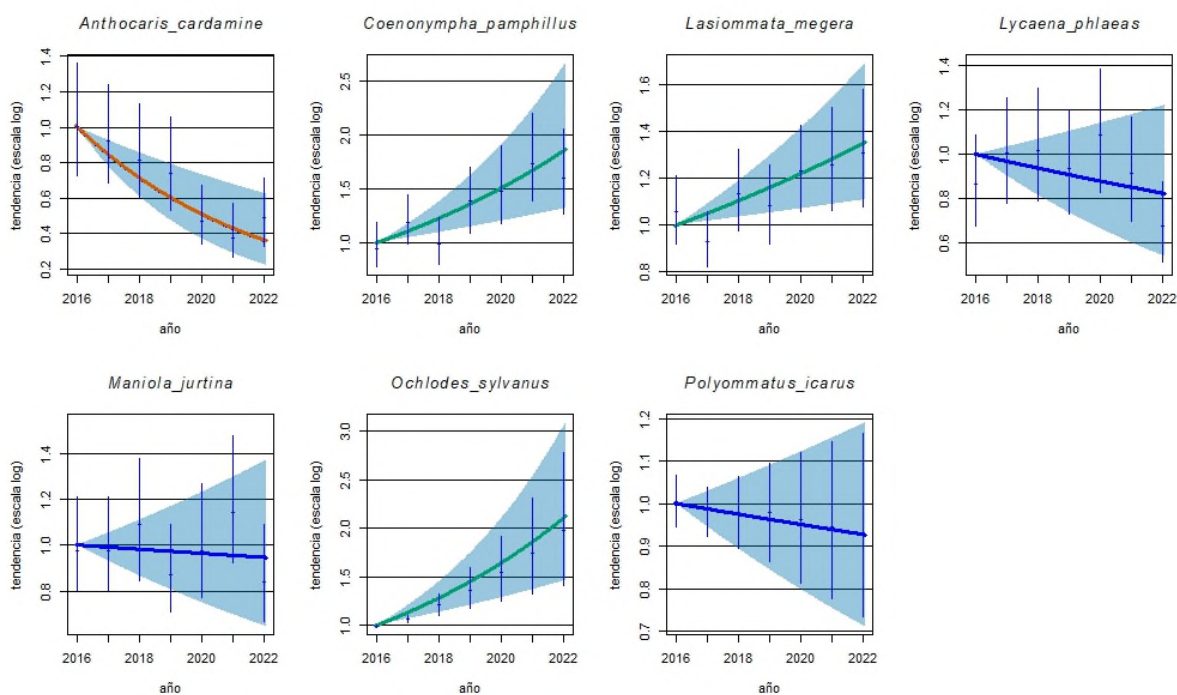 Anthocaris_cardamine
Coenonympha_pamphillus
Lasiommata_megera
Lycaena_phlaeas
tendencia (escala log)
0.2 0.4 0.6 0.8 1.0 1.2 1.4
2016 2018 2020 2022
año
tendencia (escala log)
1.0 1.5 2.0 2.5
2016 2018 2020 2022
año
tendencia (escala log)
0.8 1.0 1.2 1.4 1.6
2016 2018 2020 2022
año
tendencia (escala log)
0.6 0.8 1.0 1.2 1.4
2016 2018 2020 2022
año
Maniola_jurtina
Ochlodes_sylvanus
Polyommatus_icarus
tendencia (escala log)
0.8 1.0 1.2 1.4
2016 2018 2020 2022
año
tendencia (escala log)
1.0 1.5 2.0 2.5 3.0
2016 2018 2020 2022
año
tendencia (escala log)
0.7 0.8 0.9 1.0 1.1 1.2
2016 2018 2020 2022
año